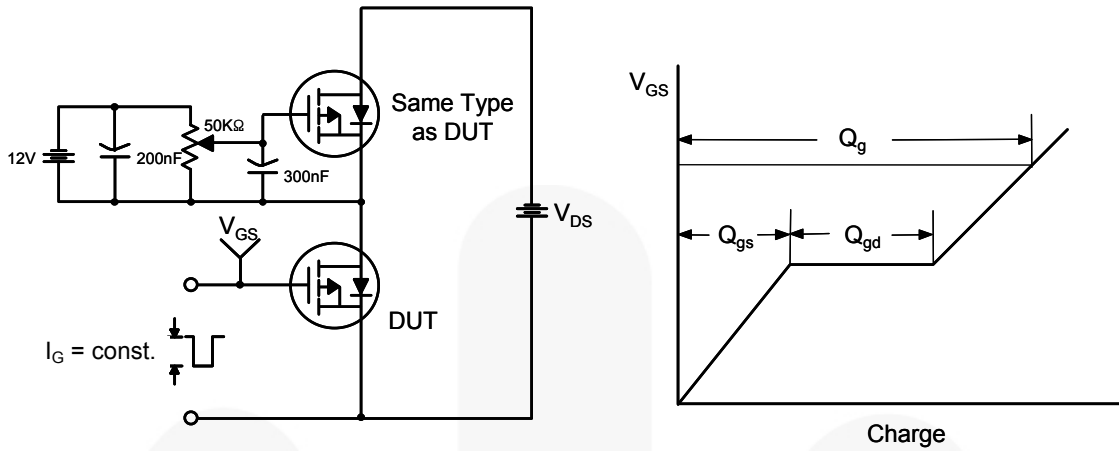 Same Type
as DUT
50KΩ
12V
200nF
300nF
V_GS
V_DS
DUT
I_G = const.
V_GS
Q_g
Q_gs
Q_gd
Charge